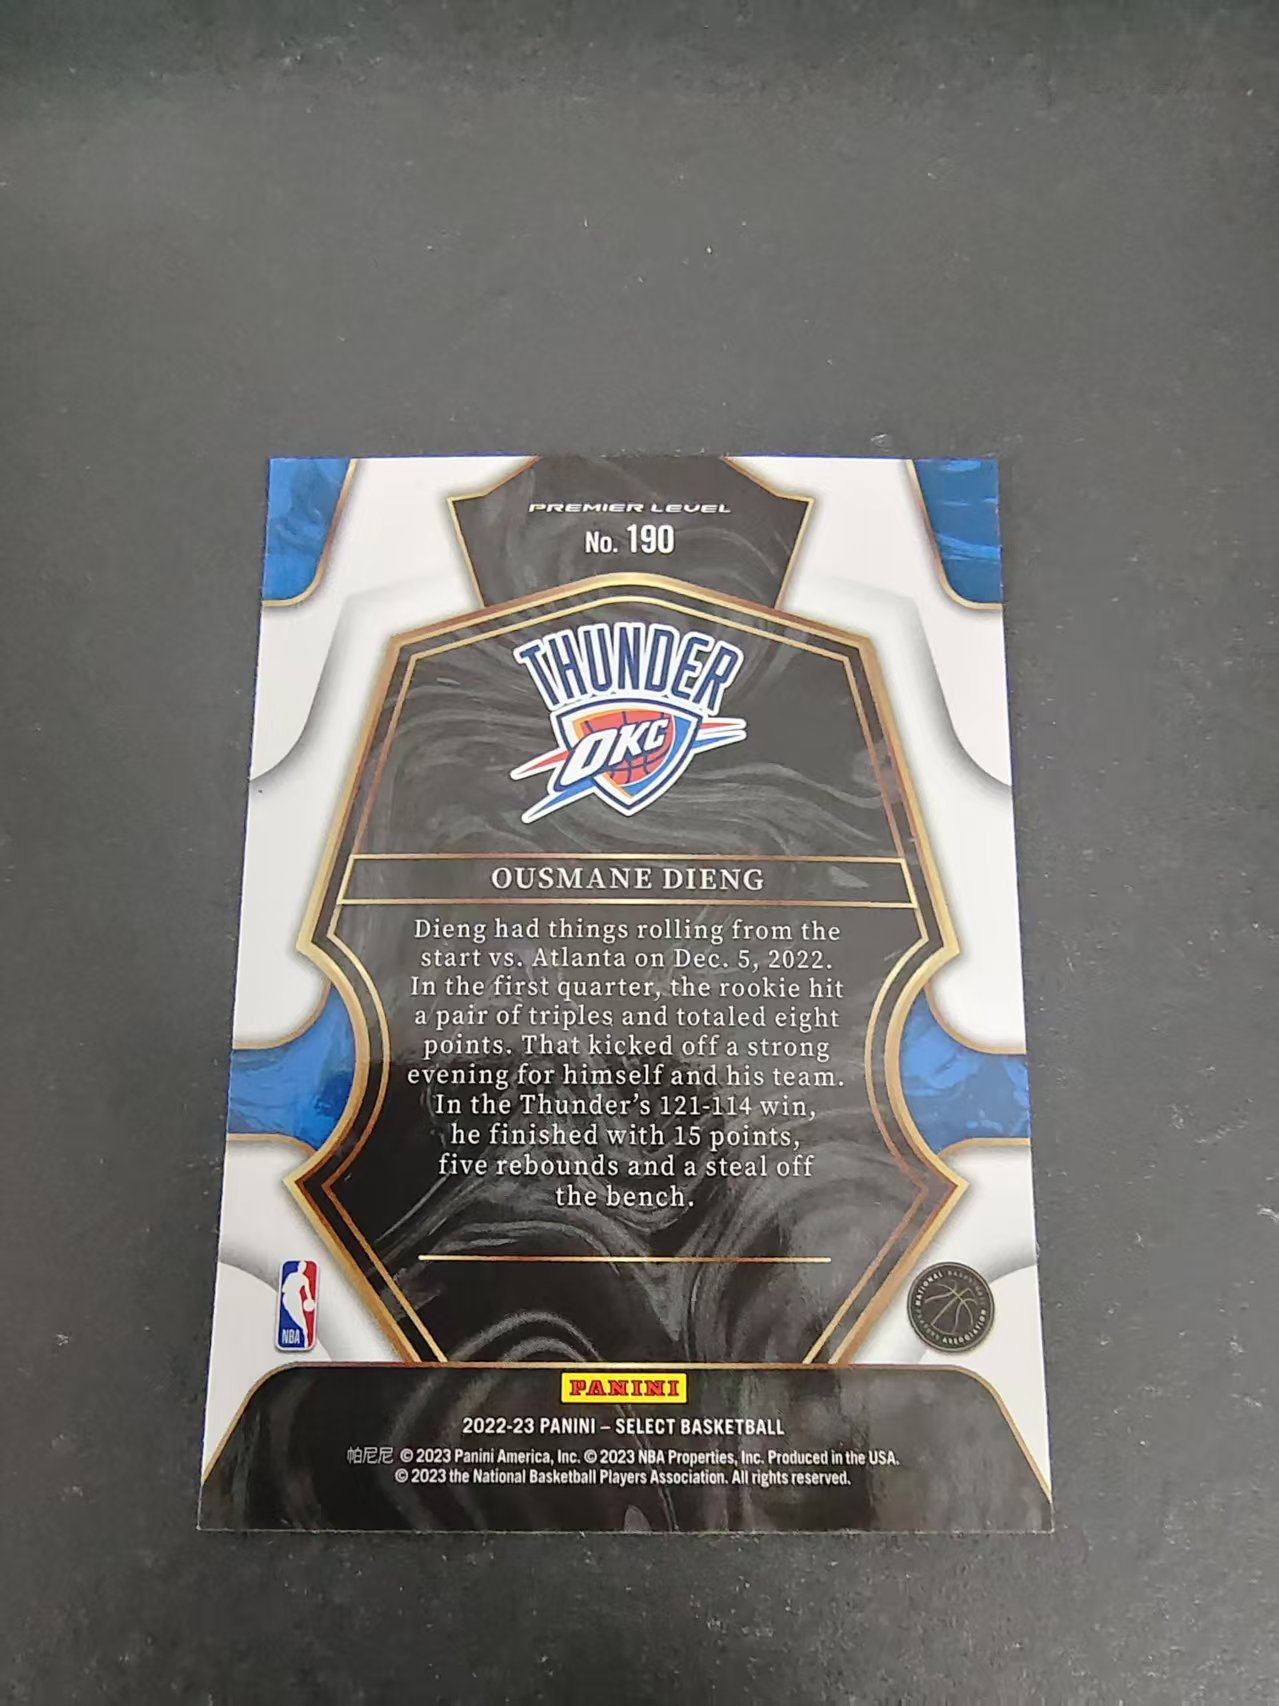 PREMIER LEVEL
No. 190
THUNDER
OKC
OUSMANE DIENG
Dieng had things rolling from the
start vs. Atlanta on Dec. 5, 2022.
In the first quarter, the rookie hit
a pair of triples and totaled eight
points. That kicked off a strong
evening for himself and his team.
In the Thunder's 121-114 win,
he finished with 15 points,
five rebounds and a steal off
the bench.
NBA
NATIONAL BASKETBALL PLAYERS ASSOCIATION
PANINI
2022-23 PANINI – SELECT BASKETBALL
帕尼尼 © 2023 Panini America, Inc. © 2023 NBA Properties, Inc. Produced in the USA.
© 2023 the National Basketball Players Association. All rights reserved.